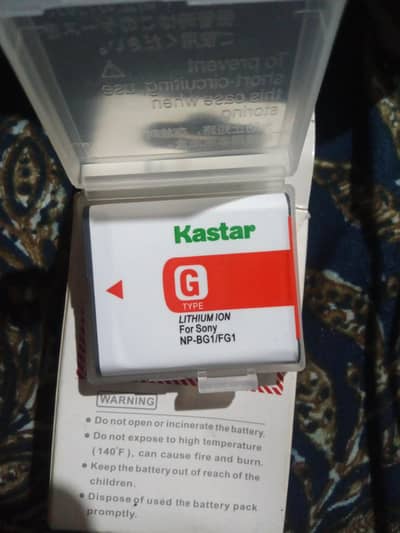 To prevent
short-circuiting
use
this case when
storing
Kastar
G
TYPE
LITHIUM ION
For Sony
NP-BG1/FG1
WARNING
● Do not open or incinerate the battery.
● Do not expose to high temperature
(140°F), can cause fire and burn.
● Keep the battery out of reach of the
children.
● Dispose of used the battery pack
promptly.